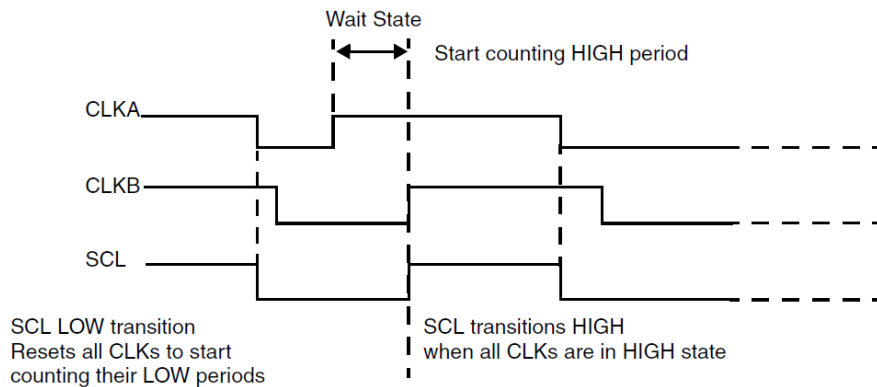 Wait State
Start counting HIGH period
CLKA
CLKB
SCL
SCL LOW transition
Resets all CLKs to start
counting their LOW periods
SCL transitions HIGH
when all CLKs are in HIGH state